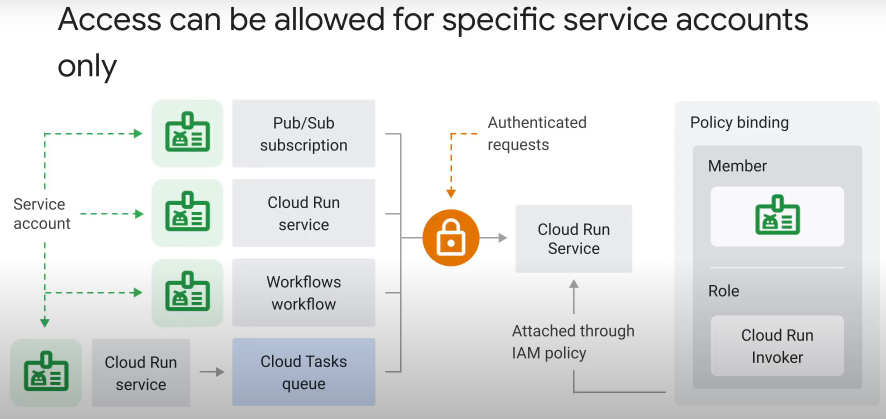 Access can be allowed for specific service accounts
only
Pub/Sub
subscription
Authenticated
requests
Policy binding
Member
Service
account
Cloud Run
service
Cloud Run
Service
Workflows
workflow
Role
Attached through
IAM policy
Cloud Run
Invoker
Cloud Run
service
Cloud Tasks
queue